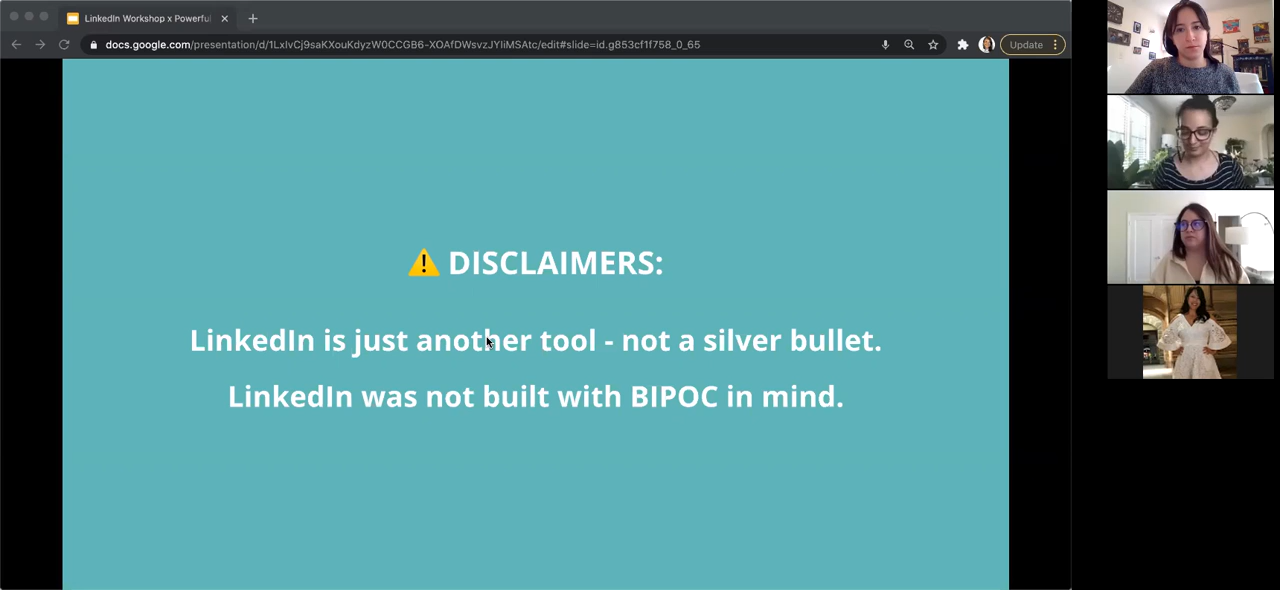 LinkedIn Workshop x Powerful
docs.google.com/presentation/d/1LxlvCj9saKXouKdyzW0CCGB6-XOAfDWsvzJYIiMSAtc/edit#slide=id.g853cf1f758_0_65
Update
⚠️ DISCLAIMERS:
LinkedIn is just another tool - not a silver bullet.
LinkedIn was not built with BIPOC in mind.